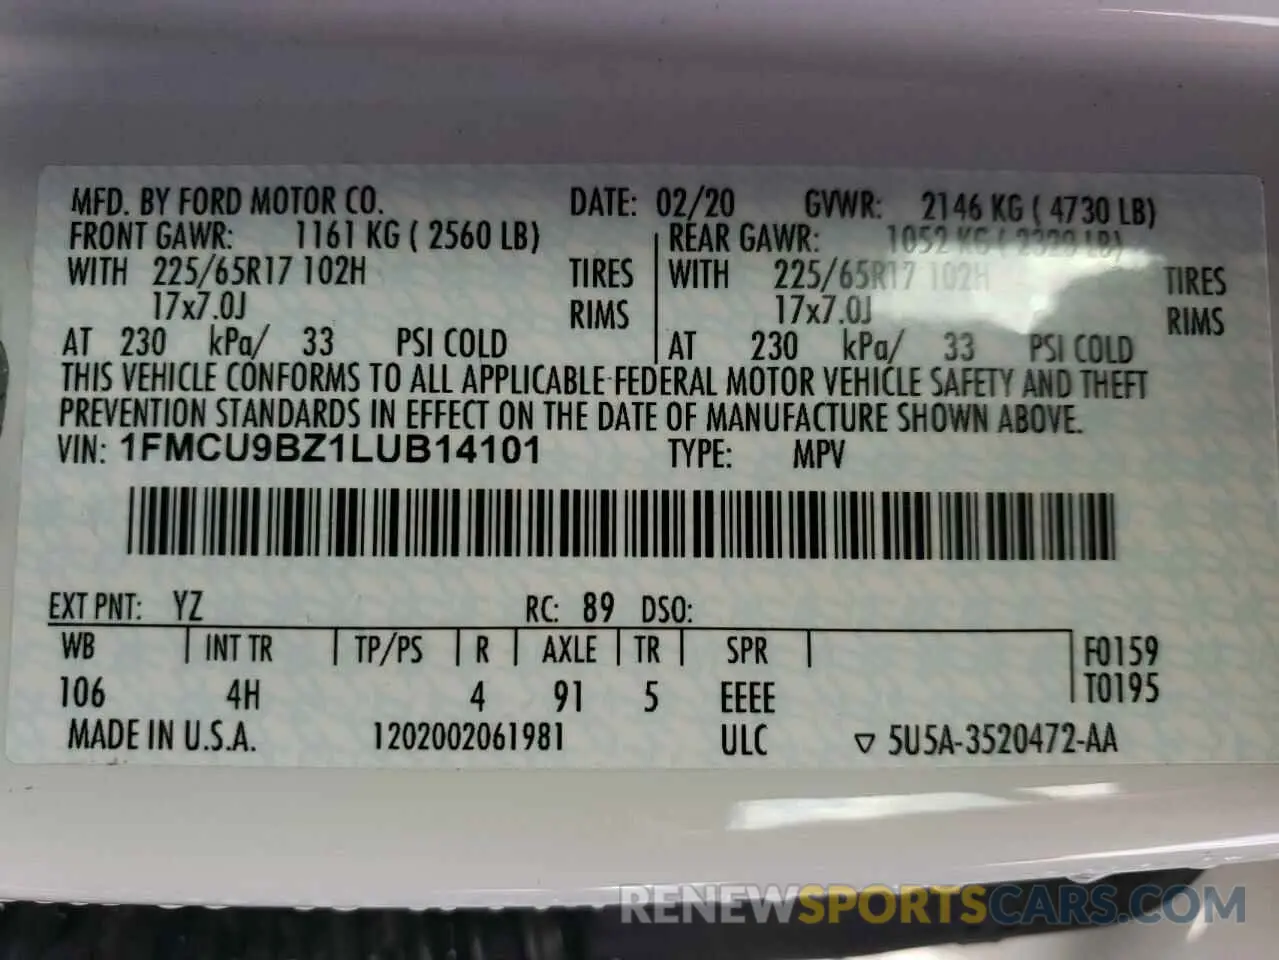 MFD. BY FORD MOTOR CO. DATE: 02/20 GVWR: 2146 KG ( 4730 LB)
FRONT GAWR: 1161 KG ( 2560 LB) REAR GAWR: 1052 KG ( 2320 LB)
WITH 225/65R17 102H TIRES WITH 225/65R17 102H TIRES
17x7.0J RIMS 17x7.0J RIMS
AT 230 kPa/ 33 PSI COLD AT 230 kPa/ 33 PSI COLD
THIS VEHICLE CONFORMS TO ALL APPLICABLE FEDERAL MOTOR VEHICLE SAFETY AND THEFT
PREVENTION STANDARDS IN EFFECT ON THE DATE OF MANUFACTURE SHOWN ABOVE.
VIN: 1FMCU9BZ1LUB14101 TYPE: MPV
EXT PNT: YZ RC: 89 DSO:
WB INT TR TP/PS R AXLE TR SPR F0159
106 4H 4 91 5 EEEE T0195
MADE IN U.S.A. 1202002061981 ULC ▽ 5U5A-3520472-AA
RENEWSPORTSCARS.COM